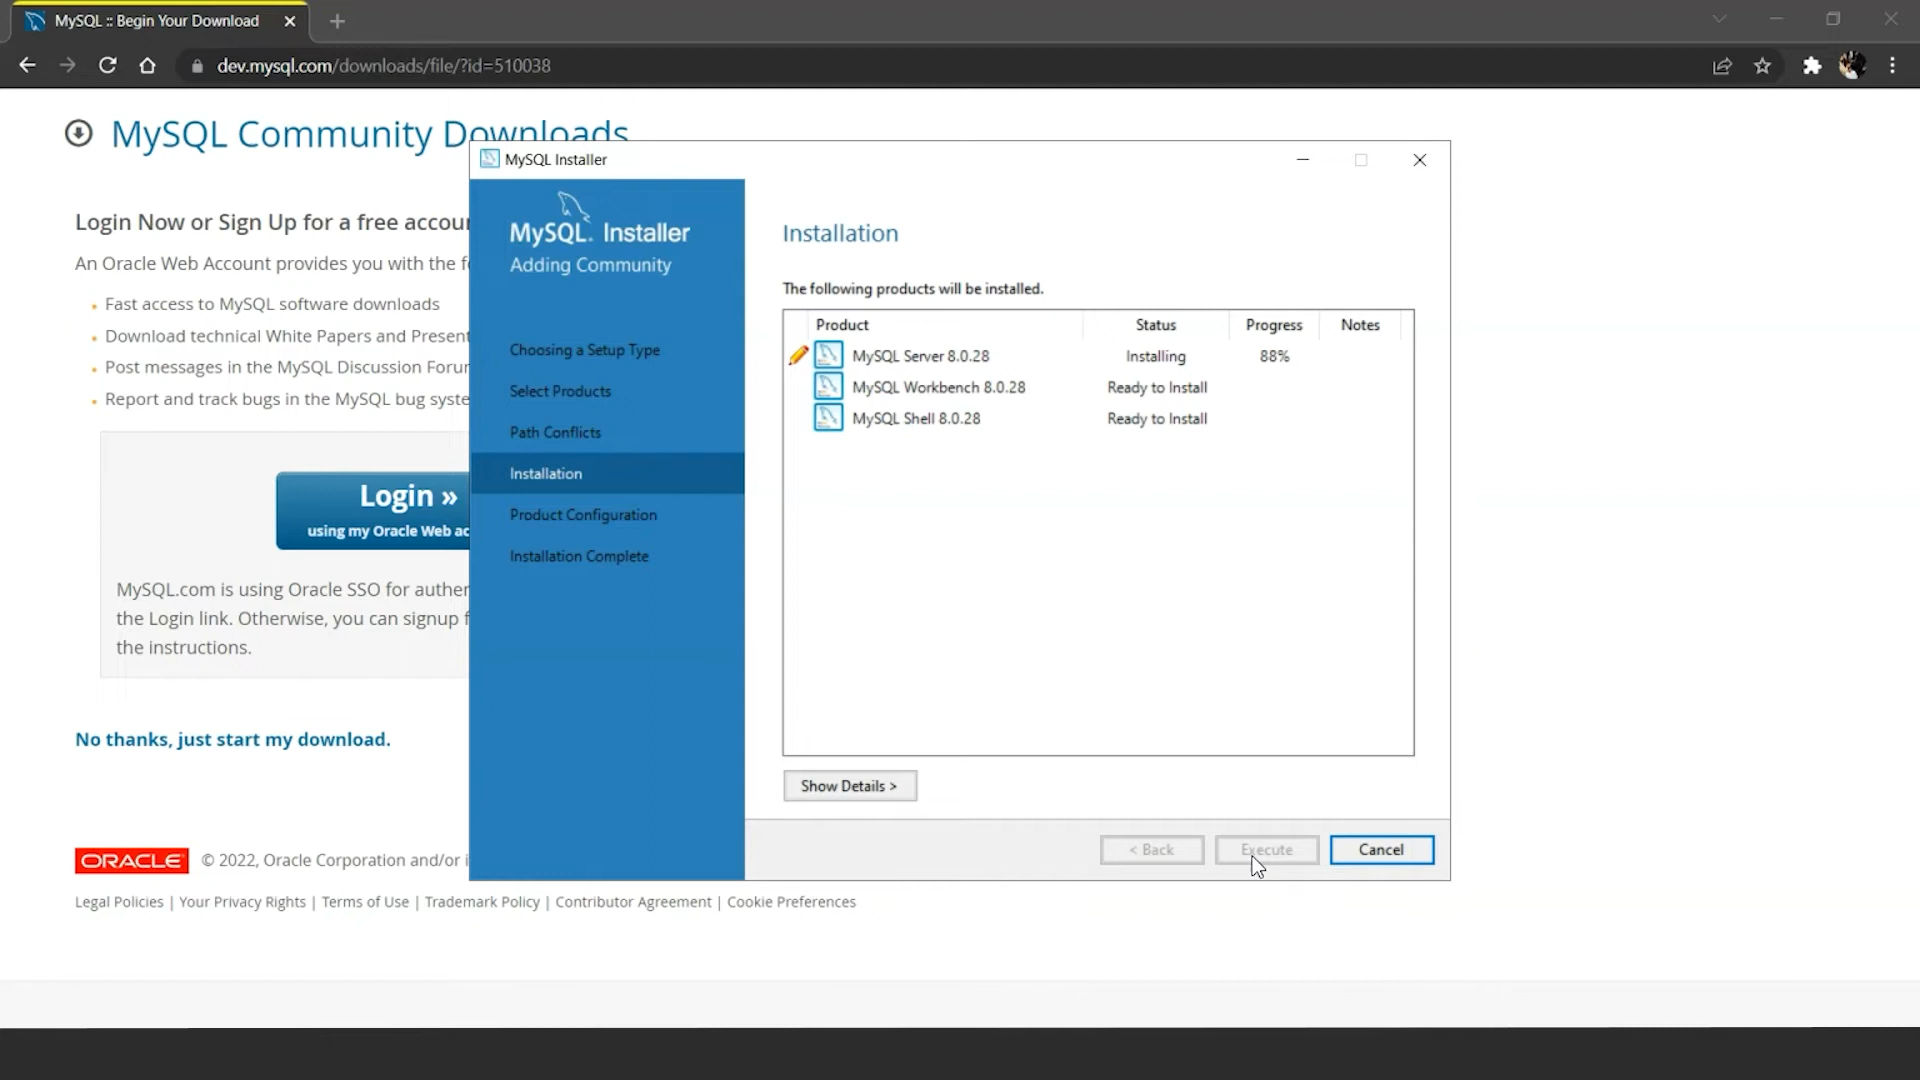 MySQL :: Begin Your Download
dev.mysql.com/downloads/file/?id=510038
MySQL Community Downloads
Login Now or Sign Up for a free accou
An Oracle Web Account provides you with the f
Fast access to MySQL software downloads
Download technical White Papers and Present
Post messages in the MySQL Discussion Foru
Report and track bugs in the MySQL bug syste
Login »
using my Oracle Web ac
MySQL.com is using Oracle SSO for authen
the Login link. Otherwise, you can signup f
the instructions.
No thanks, just start my download.
ORACLE
© 2022, Oracle Corporation and/or i
Legal Policies | Your Privacy Rights | Terms of Use | Trademark Policy | Contributor Agreement | Cookie Preferences
MySQL Installer
MySQL. Installer
Adding Community
Choosing a Setup Type
Select Products
Path Conflicts
Installation
Product Configuration
Installation Complete
Installation
The following products will be installed.
Product Status Progress Notes
MySQL Server 8.0.28 Installing 88%
MySQL Workbench 8.0.28 Ready to Install
MySQL Shell 8.0.28 Ready to Install
Show Details >
< Back Execute Cancel